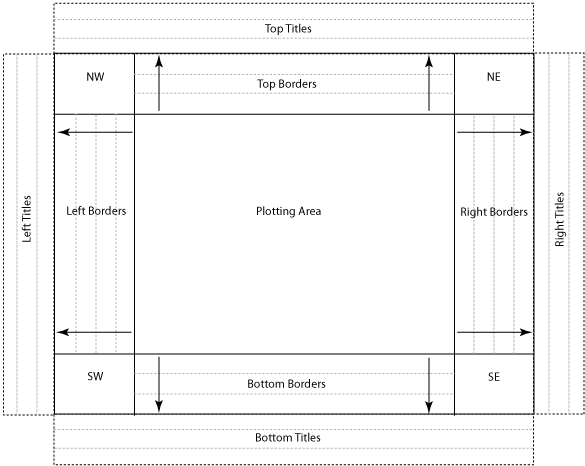 Top Titles
NW
Top Borders
NE
Left Titles
Left Borders
Plotting Area
Right Borders
Right Titles
SW
Bottom Borders
SE
Bottom Titles